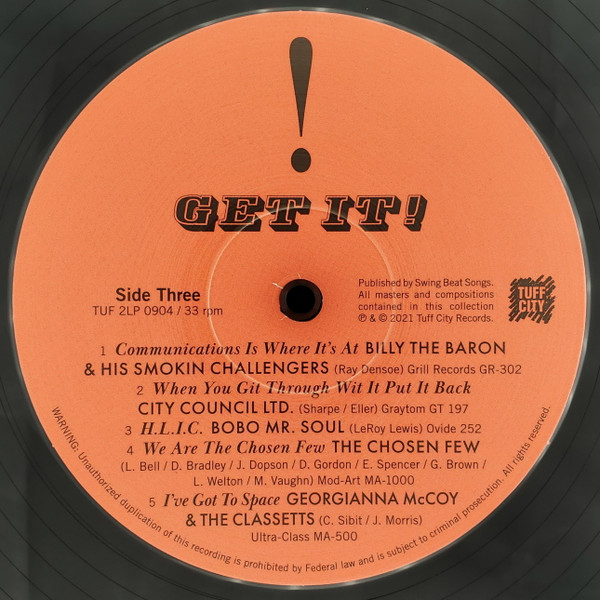 !
GET IT!
Side Three
TUF 2LP 0904 / 33 rpm
Published by Swing Beat Songs.
All masters and compositions
contained in this collection
℗ & © 2021 Tuff City Records.
TUFF
CITY
1 Communications Is Where It's At BILLY THE BARON
& HIS SMOKIN CHALLENGERS (Ray Densoe) Grill Records GR-302
2 When You Git Through Wit It Put It Back
CITY COUNCIL LTD. (Sharpe / Eller) Graytom GT 197
3 H.L.I.C. BOBO MR. SOUL (LeRoy Lewis) Ovide 252
4 We Are The Chosen Few THE CHOSEN FEW
(L. Bell / D. Bradley / J. Dopson / D. Gordon / E. Spencer / G. Brown /
L. Welton / M. Vaughn) Mod-Art MA-1000
5 I've Got To Space GEORGIANNA McCOY
& THE CLASSETTS (C. Sibit / J. Morris)
Ultra-Class MA-500
WARNING: Unauthorized duplication of this recording is prohibited by Federal law and is subject to criminal prosecution. All rights reserved.